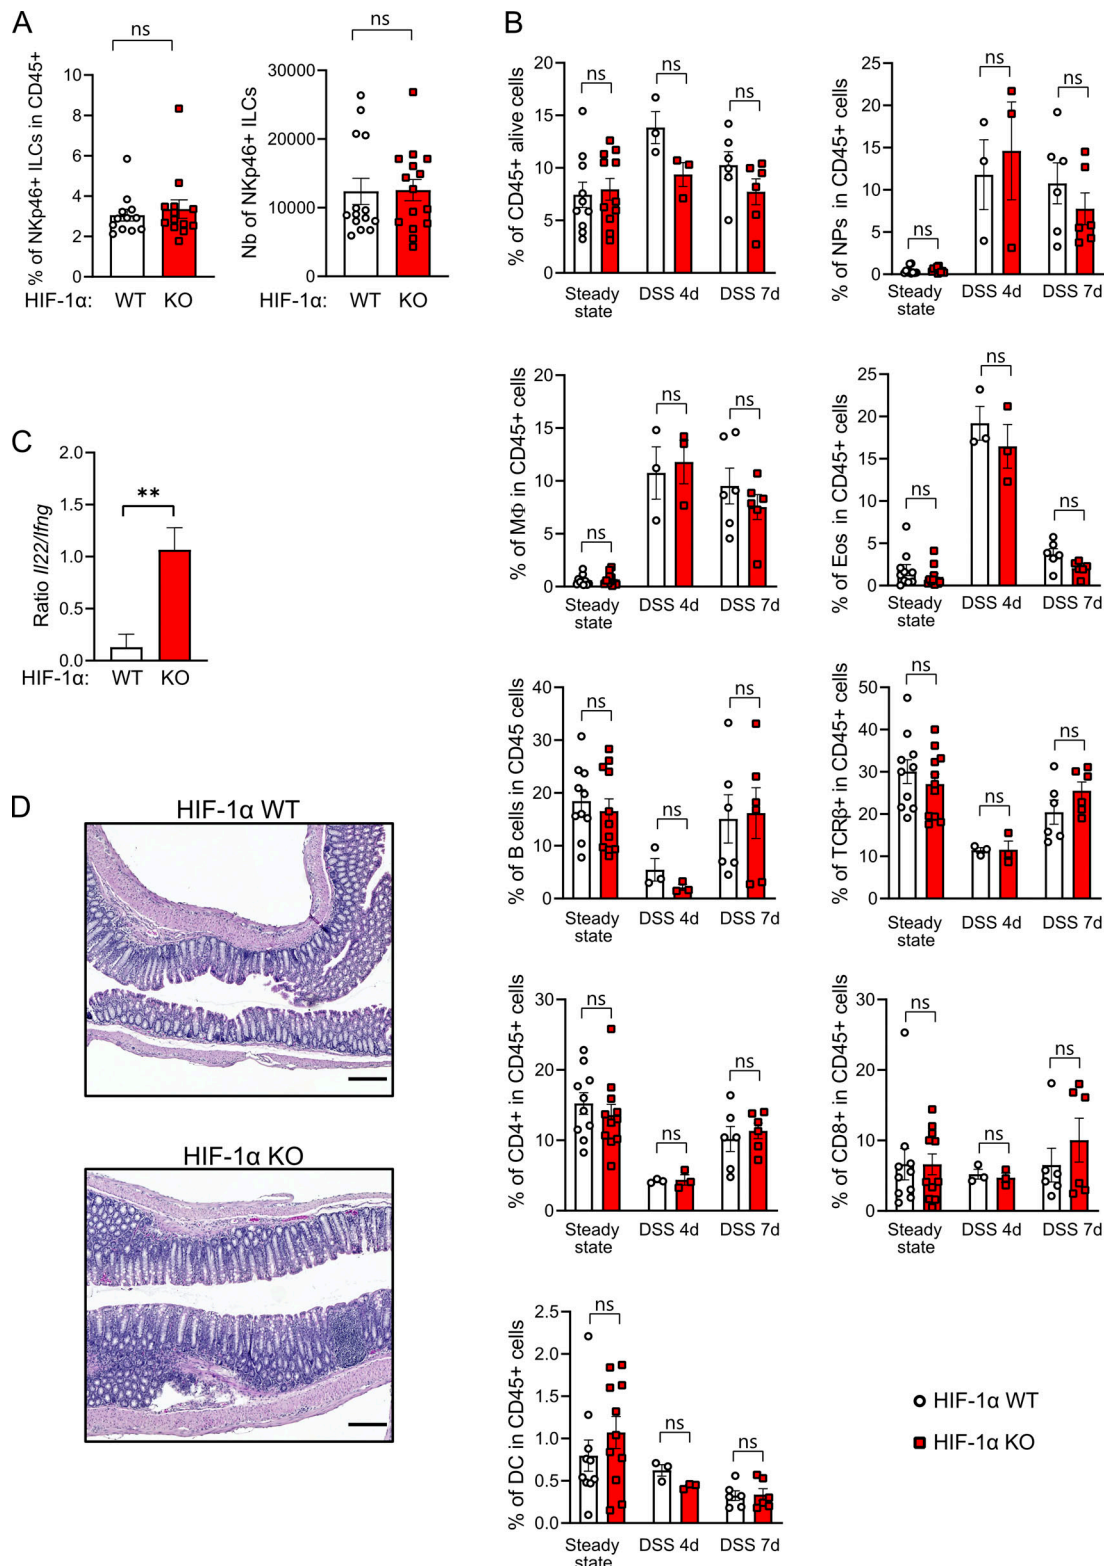 A
ns
% of NKp46+ ILCs in CD45+
10
8
6
4
2
0
HIF-1α: WT KO
ns
Nb of NKp46+ ILCs
30000
20000
10000
0
HIF-1α: WT KO
B
% of CD45+ alive cells
20
15
10
5
0
ns ns ns
Steady state DSS 4d DSS 7d
% of NPs in CD45+ cells
25
20
15
10
5
0
ns ns ns
Steady state DSS 4d DSS 7d
% of MΦ in CD45+ cells
20
15
10
5
0
ns ns ns
Steady state DSS 4d DSS 7d
% of Eos in CD45+ cells
20
15
10
5
0
ns ns ns
Steady state DSS 4d DSS 7d
% of B cells in CD45 cells
40
30
20
10
0
ns ns ns
Steady state DSS 4d DSS 7d
% of TCRβ+ in CD45+ cells
50
40
30
20
10
0
ns ns ns
Steady state DSS 4d DSS 7d
% of CD4+ in CD45+ cells
30
20
10
0
ns ns ns
Steady state DSS 4d DSS 7d
% of CD8+ in CD45+ cells
30
20
10
0
ns ns ns
Steady state DSS 4d DSS 7d
% of DC in CD45+ cells
2.5
2.0
1.5
1.0
0.5
0.0
ns ns ns
Steady state DSS 4d DSS 7d
HIF-1α WT
HIF-1α KO
C
Ratio Il22/Ifng
2.0
1.5
1.0
0.5
0.0
**
HIF-1α: WT KO
D
HIF-1α WT
HIF-1α KO